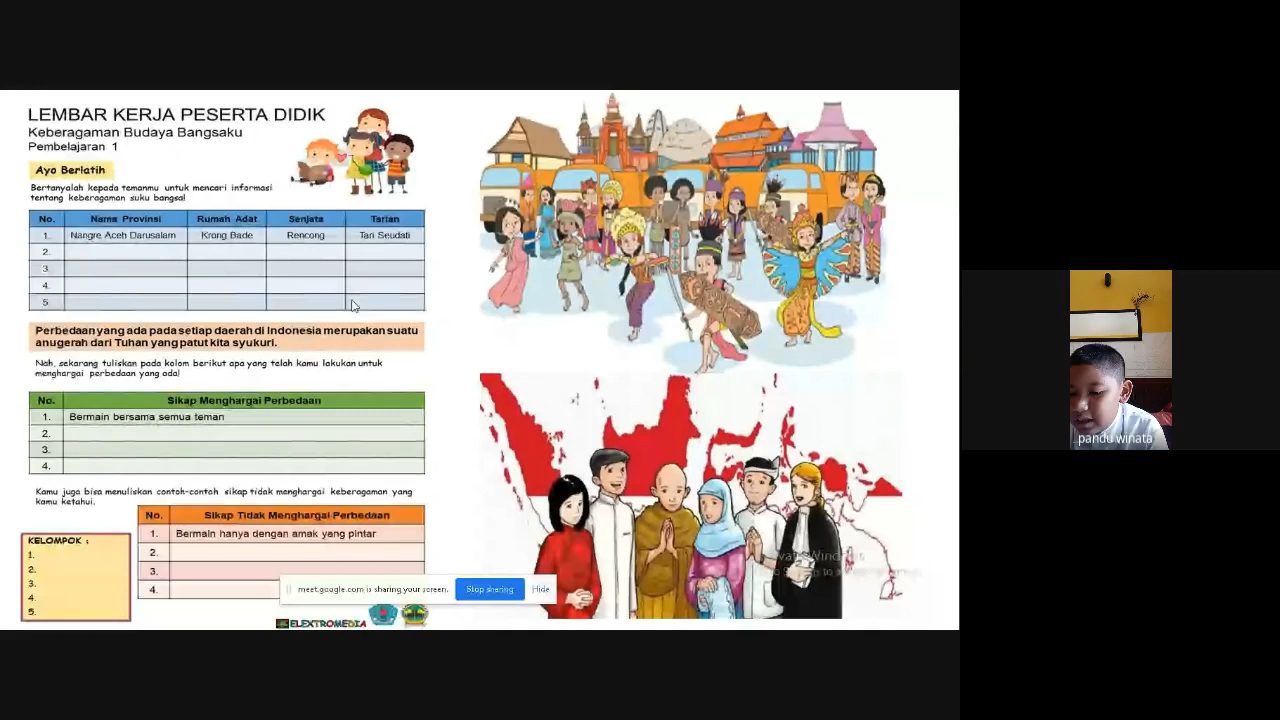 LEMBAR KERJA PESERTA DIDIK
Keberagaman Budaya Bangsaku
Pembelajaran 1
Ayo Berlatih
Bertanyalah kepada temanmu untuk mencari informasi
tentang keberagaman suku bangsa!
No. Nama Provinsi Rumah Adat Senjata Tarian
1. Nangre Aceh Darusalam Krong Bade Rencong Tari Seudati
2.
3.
4.
5.
Perbedaan yang ada pada setiap daerah di Indonesia merupakan suatu
anugerah dari Tuhan yang patut kita syukuri.
Nah, sekarang tuliskan pada kolom berikut apa yang telah kamu lakukan untuk
menghargai perbedaan yang ada!
No. Sikap Menghargai Perbedaan
1. Bermain bersama semua teman
2.
3.
4.
Kamu juga bisa menuliskan contoh-contoh sikap tidak menghargai keberagaman yang
kamu ketahui.
No. Sikap Tidak Menghargai Perbedaan
1. Bermain hanya dengan amak yang pintar
2.
3.
4.
KELOMPOK :
1.
2.
3.
4.
5.
meet.google.com is sharing your screen. Stop sharing Hide
ELEXTROMEDIA
pandu winata